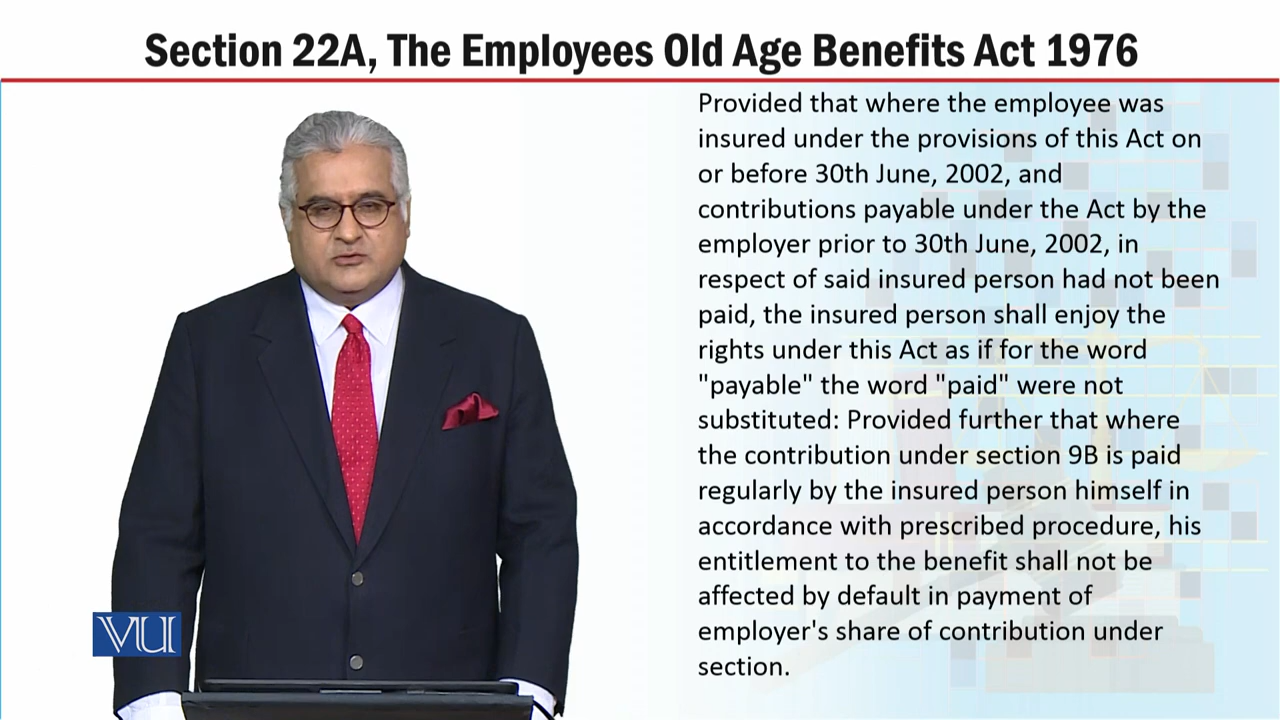 Section 22A, The Employees Old Age Benefits Act 1976
Provided that where the employee was
insured under the provisions of this Act on
or before 30th June, 2002, and
contributions payable under the Act by the
employer prior to 30th June, 2002, in
respect of said insured person had not been
paid, the insured person shall enjoy the
rights under this Act as if for the word
"payable" the word "paid" were not
substituted: Provided further that where
the contribution under section 9B is paid
regularly by the insured person himself in
accordance with prescribed procedure, his
entitlement to the benefit shall not be
affected by default in payment of
employer's share of contribution under
section.
VU